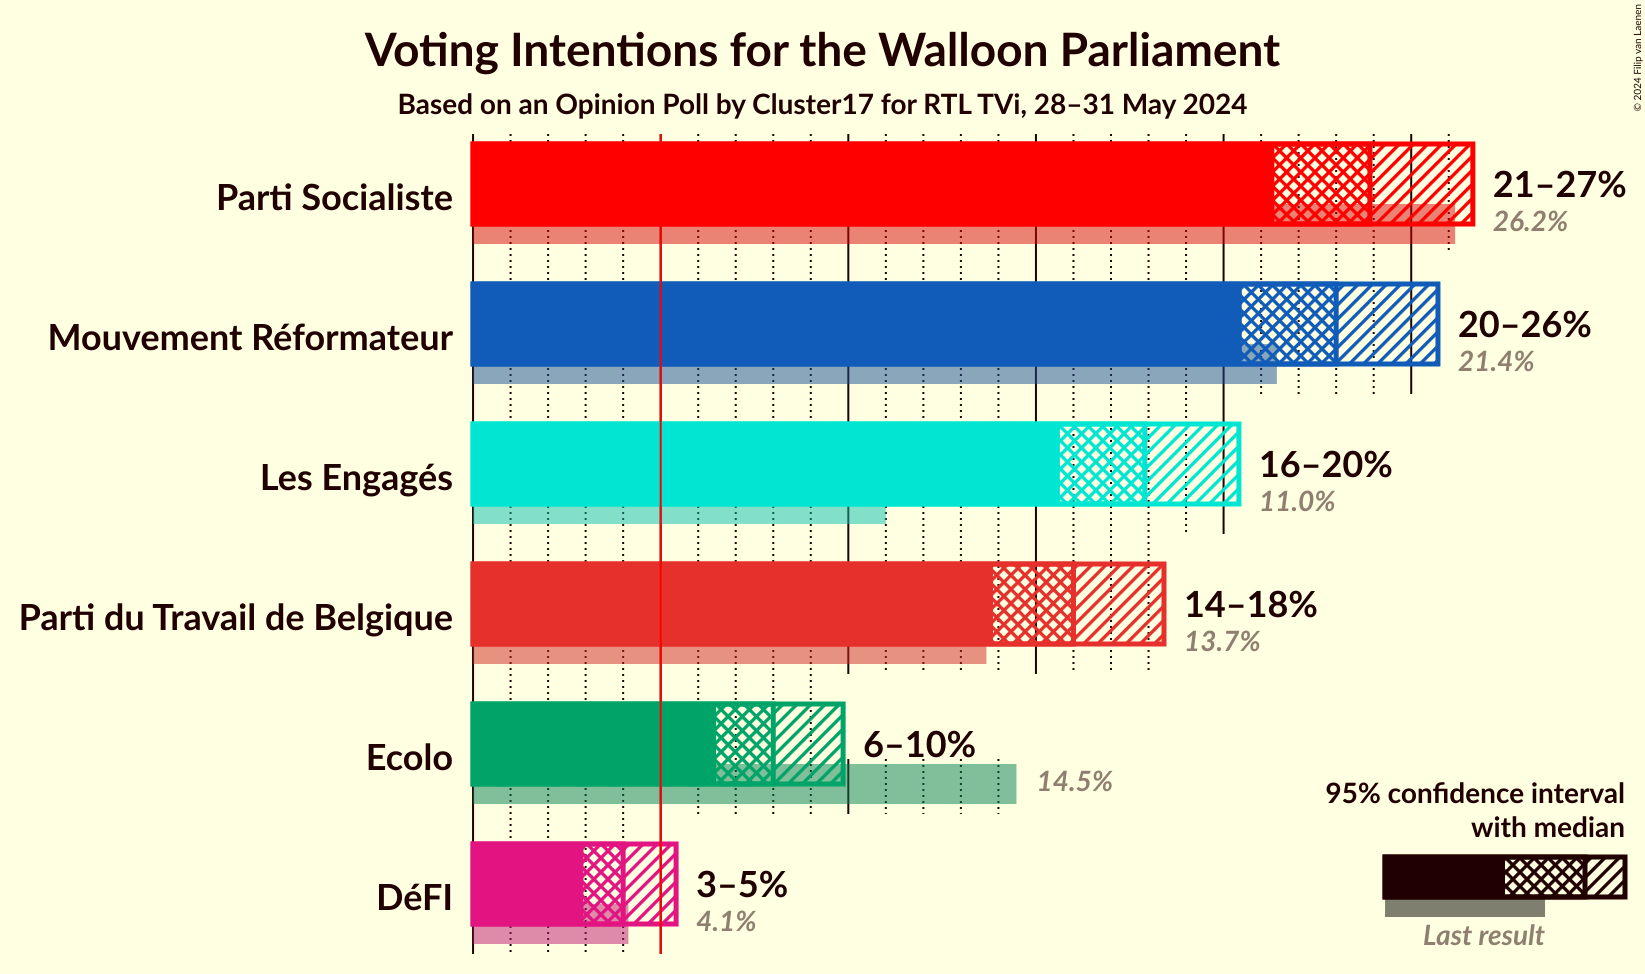 Voting Intentions for the Walloon Parliament
Based on an Opinion Poll by Cluster17 for RTL TVi, 28–31 May 2024
© 2024 Filip van Laenen
Parti Socialiste
21–27%
26.2%
Mouvement Réformateur
20–26%
21.4%
Les Engagés
16–20%
11.0%
Parti du Travail de Belgique
14–18%
13.7%
Ecolo
6–10%
14.5%
DéFI
3–5%
4.1%
95% confidence interval
with median
Last result